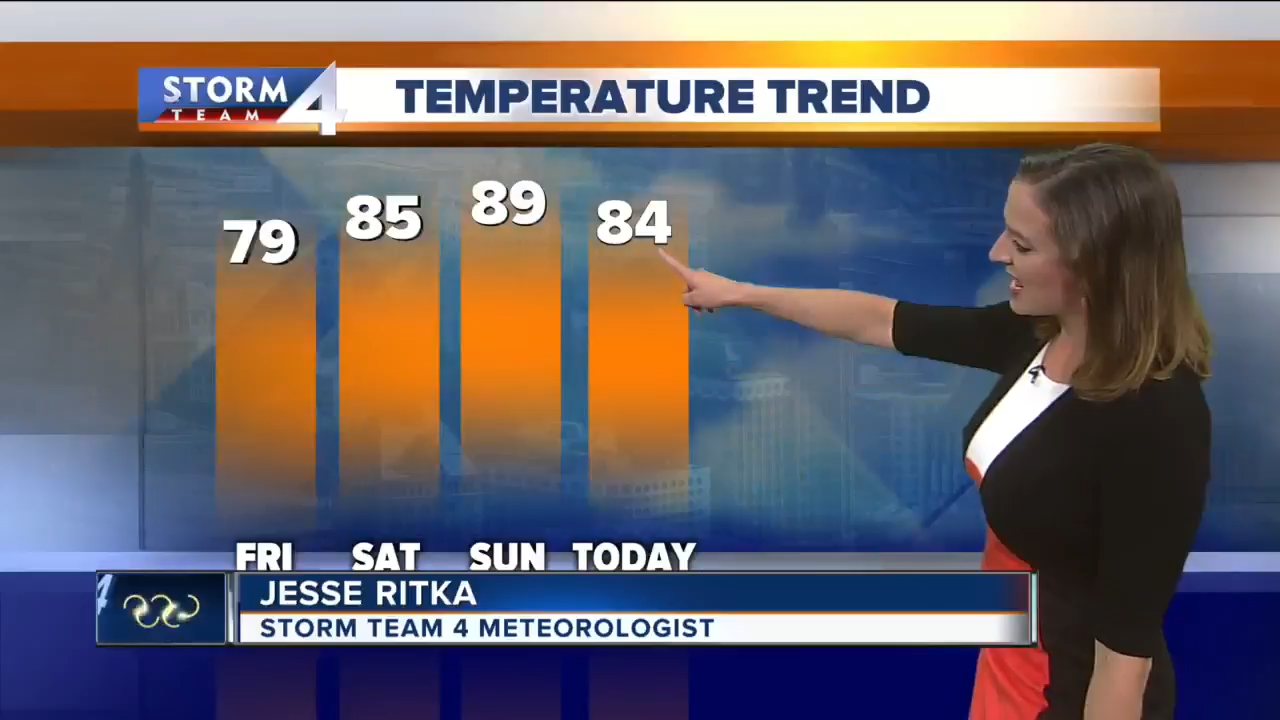 STORM
TEAM
4
TEMPERATURE TREND
79 85 89 84
FRI SAT SUN TODAY
JESSE RITKA
STORM TEAM 4 METEOROLOGIST